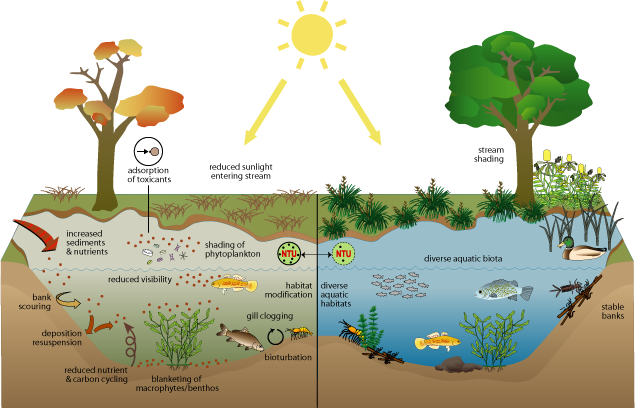 adsorption
of toxicants
reduced sunlight
entering stream
stream
shading
increased
sediments
& nutrients
shading of
phytoplankton
NTU
NTU
diverse aquatic biota
reduced visibility
habitat
modification
diverse
aquatic
habitats
bank
scouring
gill clogging
stable
banks
deposition
resuspension
bioturbation
reduced nutrient
& carbon cycling
blanketing of
macrophytes/benthos